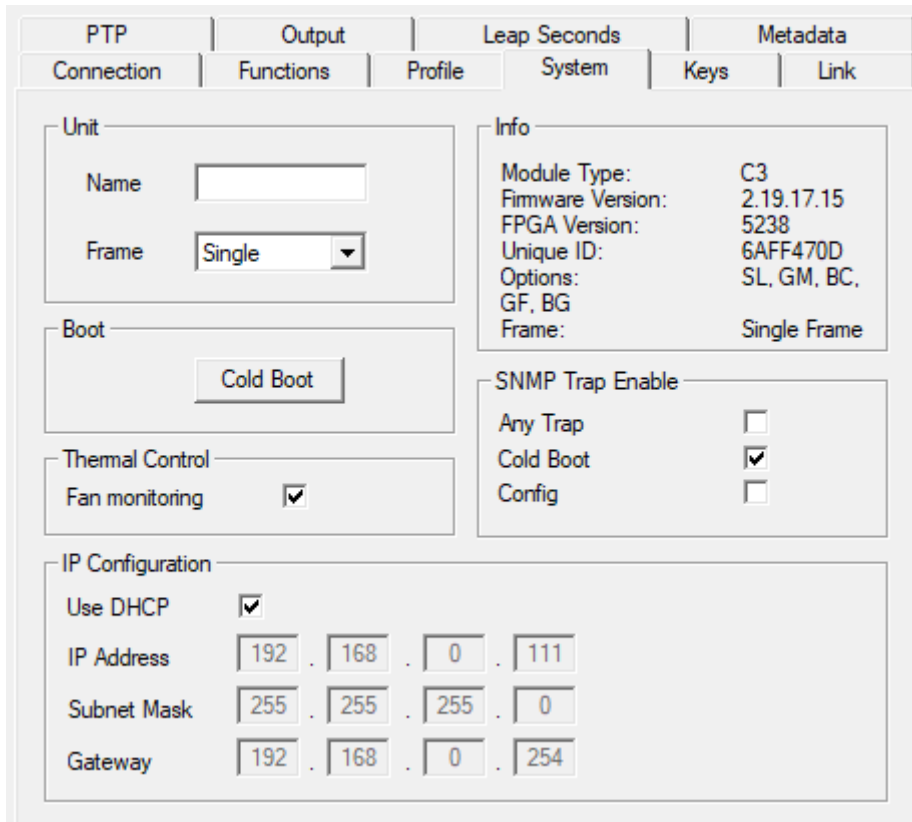 PTP Output Leap Seconds Metadata
Connection Functions Profile System Keys Link
Unit
Name
Frame Single
Boot
Cold Boot
Thermal Control
Fan monitoring
Info
Module Type: C3
Firmware Version: 2.19.17.15
FPGA Version: 5238
Unique ID: 6AFF470D
Options: SL, GM, BC,
GF, BG
Frame: Single Frame
SNMP Trap Enable
Any Trap
Cold Boot
Config
IP Configuration
Use DHCP
IP Address 192 . 168 . 0 . 111
Subnet Mask 255 . 255 . 255 . 0
Gateway 192 . 168 . 0 . 254